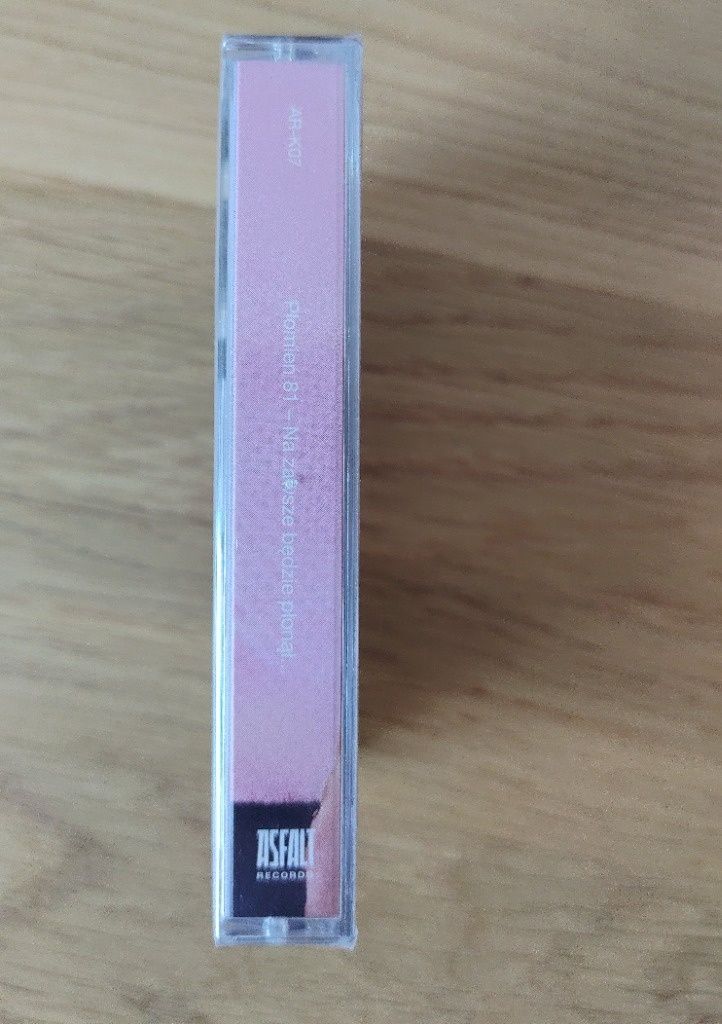 AR-K07
Płomień 81 – Na zawsze będzie płonął...
ASFALT
RECORDS